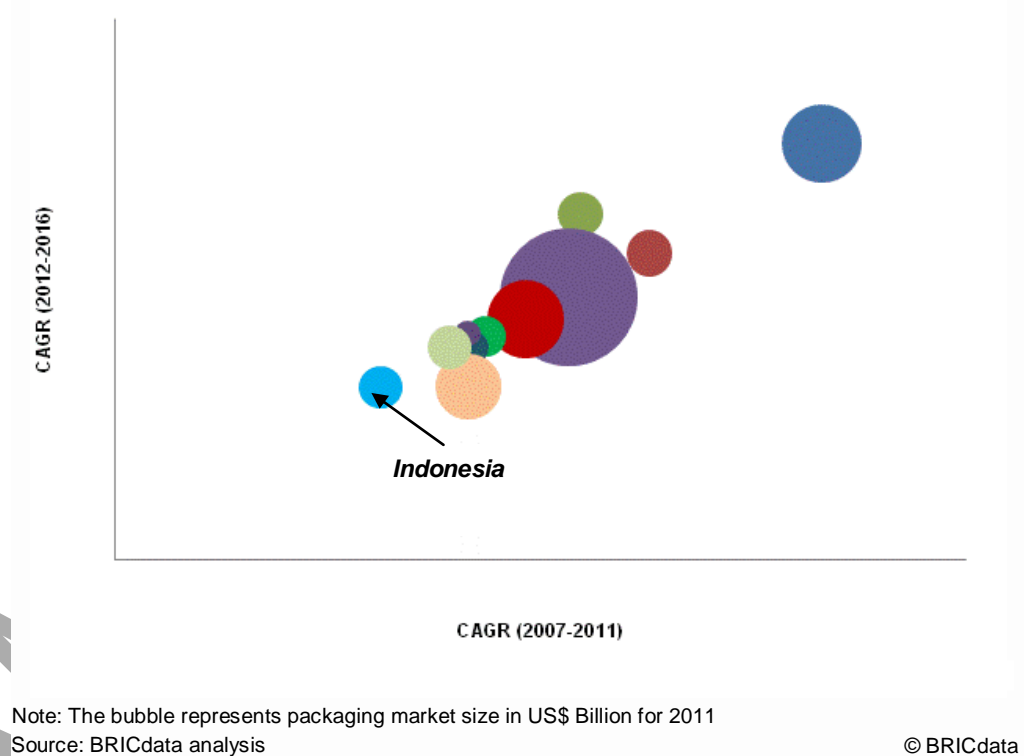 CAGR (2012-2016)
Indonesia
CAGR (2007-2011)
Note: The bubble represents packaging market size in US$ Billion for 2011
Source: BRICdata analysis
© BRICdata